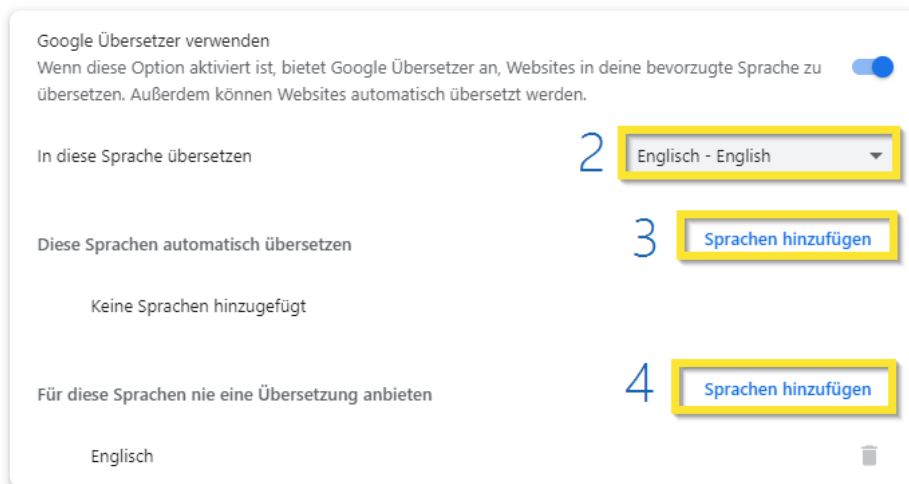 Google Übersetzer verwenden
Wenn diese Option aktiviert ist, bietet Google Übersetzer an, Websites in deine bevorzugte Sprache zu
übersetzen. Außerdem können Websites automatisch übersetzt werden.
In diese Sprache übersetzen 2 Englisch - English
Diese Sprachen automatisch übersetzen 3 Sprachen hinzufügen
Keine Sprachen hinzugefügt
Für diese Sprachen nie eine Übersetzung anbieten 4 Sprachen hinzufügen
Englisch